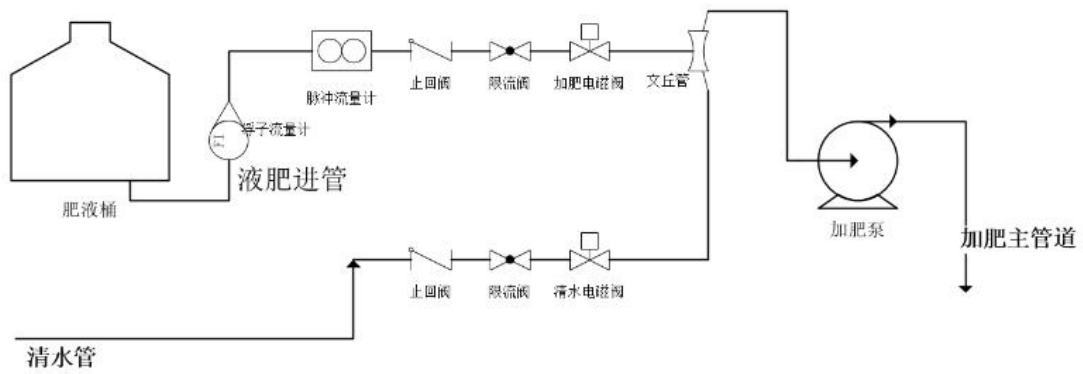 脉冲流量计
止回阀
限流阀
加肥电磁阀
文丘管
浮子流量计
FI
液肥进管
肥液桶
加肥泵
加肥主管道
止回阀
限流阀
清水电磁阀
清水管